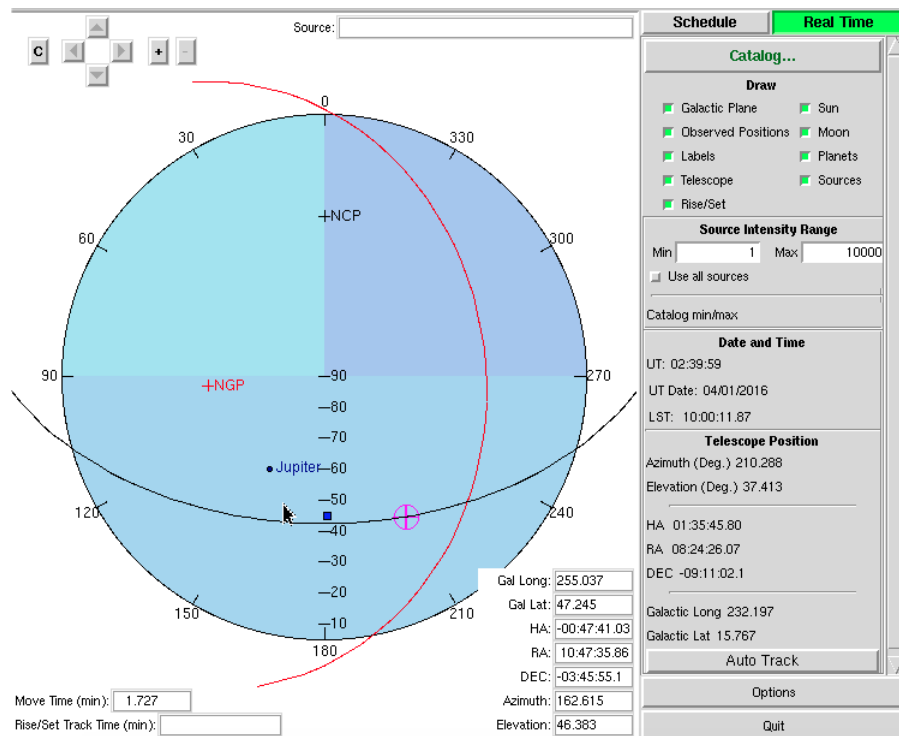 Source:
Schedule Real Time
C + -
Catalog...
Draw
Galactic Plane Sun
Observed Positions Moon
Labels Planets
Telescope Sources
Rise/Set
Source Intensity Range
Min 1 Max 10000
Use all sources
Catalog min/max
Date and Time
UT: 02:39:59
UT Date: 04/01/2016
LST: 10:00:11.87
Telescope Position
Azimuth (Deg.) 210.288
Elevation (Deg.) 37.413
HA 01:35:45.80
RA 08:24:26.07
DEC -09:11:02.1
Galactic Long 232.197
Galactic Lat 15.767
Auto Track
Options
Quit
0
30 330
NCP
60 300
90 90 270
NGP
80
70
Jupiter 60
50
120 240
40
30
20
150 210
10
180
Gal Long: 255.037
Gal Lat: 47.245
HA: -00:47:41.03
RA: 10:47:35.86
DEC: -03:45:55.1
Azimuth: 162.615
Elevation: 46.383
Move Time (min): 1.727
Rise/Set Track Time (min):